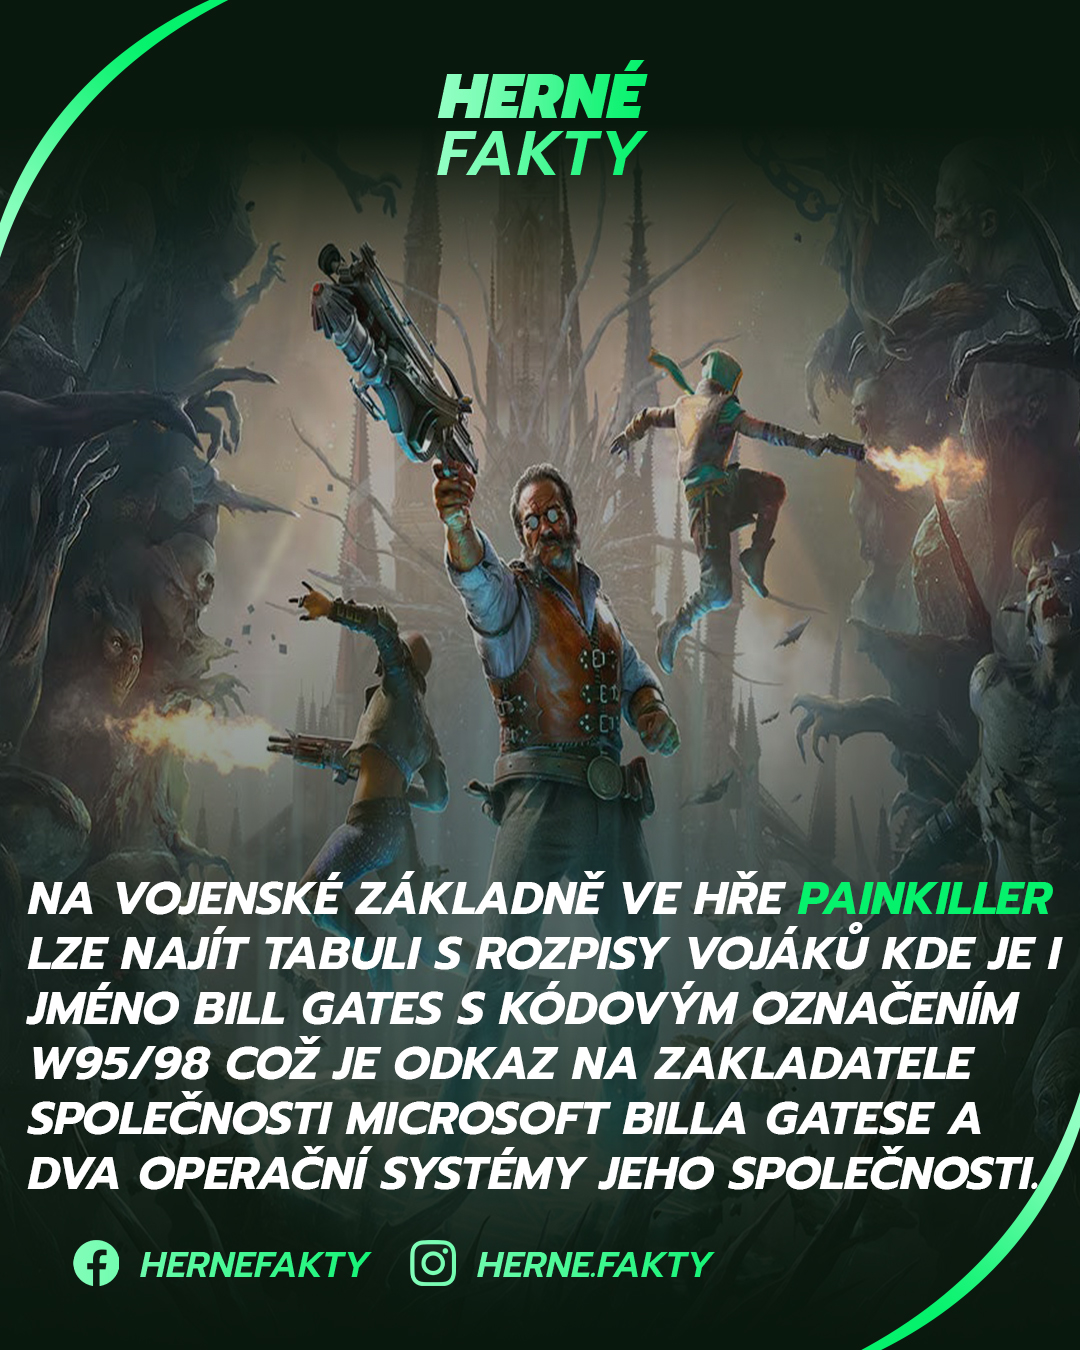 HERNÉ
FAKTY
NA VOJENSKÉ ZÁKLADNĚ VE HŘE PAINKILLER
LZE NAJÍT TABULI S ROZPISY VOJÁKŮ KDE JE I
JMÉNO BILL GATES S KÓDOVÝM OZNAČENÍM
W95/98 COŽ JE ODKAZ NA ZAKLADATELE
SPOLEČNOSTI MICROSOFT BILLA GATESE A
DVA OPERAČNÍ SYSTÉMY JEHO SPOLEČNOSTI.
HERNEFAKTY HERNE.FAKTY